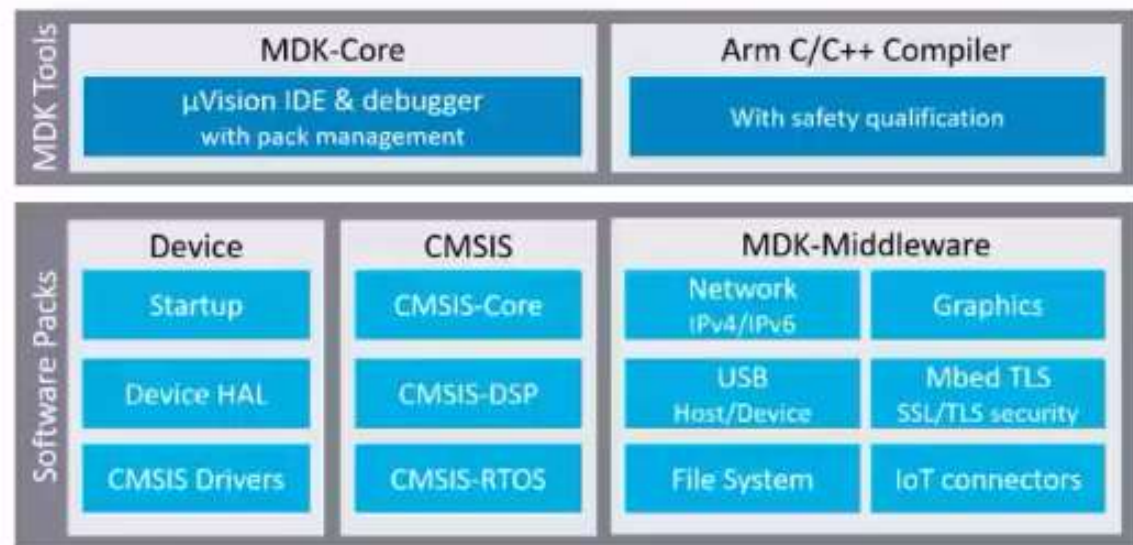 MDK Tools
MDK-Core
µVision IDE & debugger
with pack management
Arm C/C++ Compiler
With safety qualification
Software Packs
Device
Startup
Device HAL
CMSIS Drivers
CMSIS
CMSIS-Core
CMSIS-DSP
CMSIS-RTOS
MDK-Middleware
Network
IPv4/IPv6
Graphics
USB
Host/Device
Mbed TLS
SSL/TLS security
File System
IoT connectors